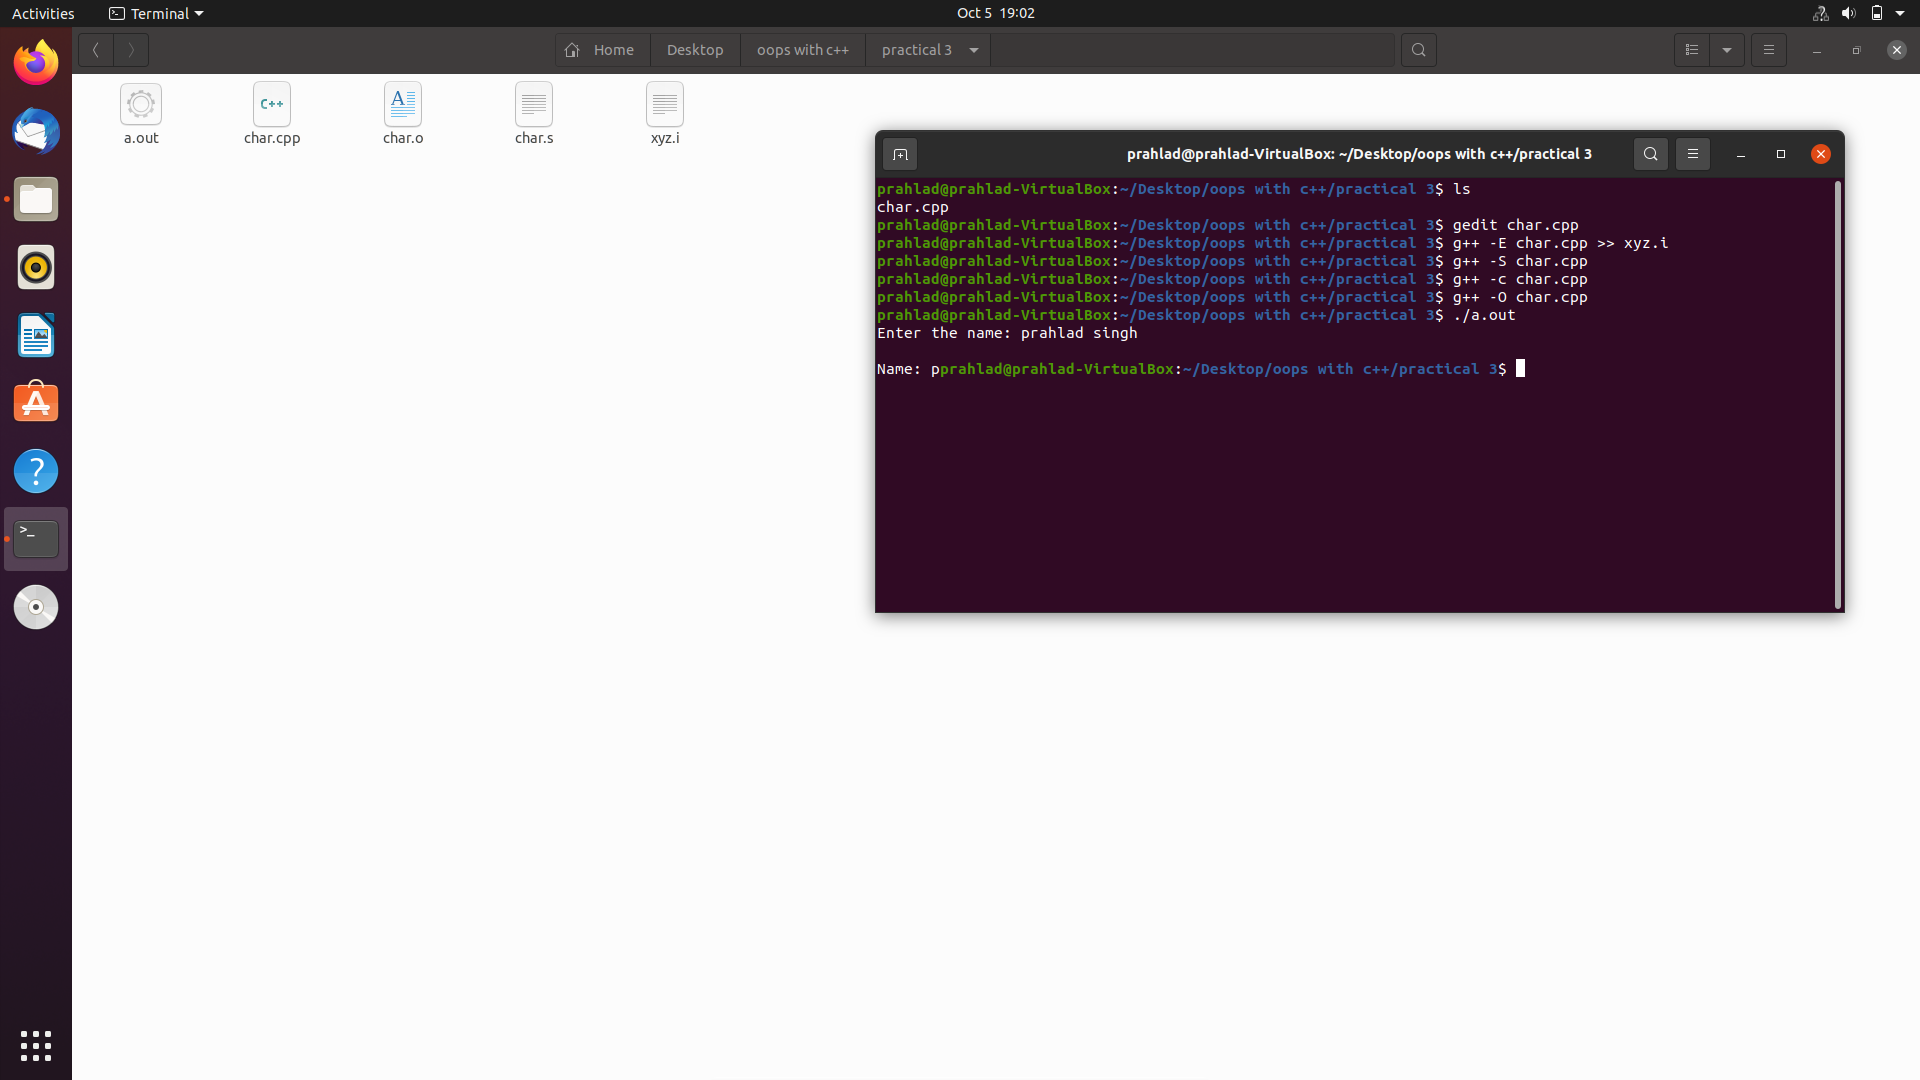 Activities
Terminal
Oct 5 19:02
Home
Desktop
oops with c++
practical 3
a.out
C++
char.cpp
A
char.o
char.s
xyz.i
prahlad@prahlad-VirtualBox: ~/Desktop/oops with c++/practical 3
prahlad@prahlad-VirtualBox:~/Desktop/oops with c++/practical 3$ ls
char.cpp
prahlad@prahlad-VirtualBox:~/Desktop/oops with c++/practical 3$ gedit char.cpp
prahlad@prahlad-VirtualBox:~/Desktop/oops with c++/practical 3$ g++ -E char.cpp >> xyz.i
prahlad@prahlad-VirtualBox:~/Desktop/oops with c++/practical 3$ g++ -S char.cpp
prahlad@prahlad-VirtualBox:~/Desktop/oops with c++/practical 3$ g++ -c char.cpp
prahlad@prahlad-VirtualBox:~/Desktop/oops with c++/practical 3$ g++ -O char.cpp
prahlad@prahlad-VirtualBox:~/Desktop/oops with c++/practical 3$ ./a.out
Enter the name: prahlad singh
Name: pprahlad@prahlad-VirtualBox:~/Desktop/oops with c++/practical 3$